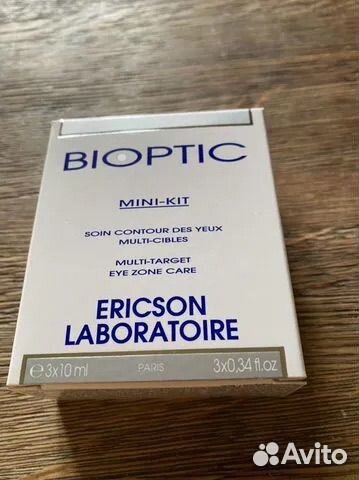 BIOPTIC
MINI-KIT
SOIN CONTOUR DES YEUX
MULTI-CIBLES
MULTI-TARGET
EYE ZONE CARE
ERICSON
LABORATOIRE
℮ 3x10 ml PARIS 3x0,34 fl.oz
Avito